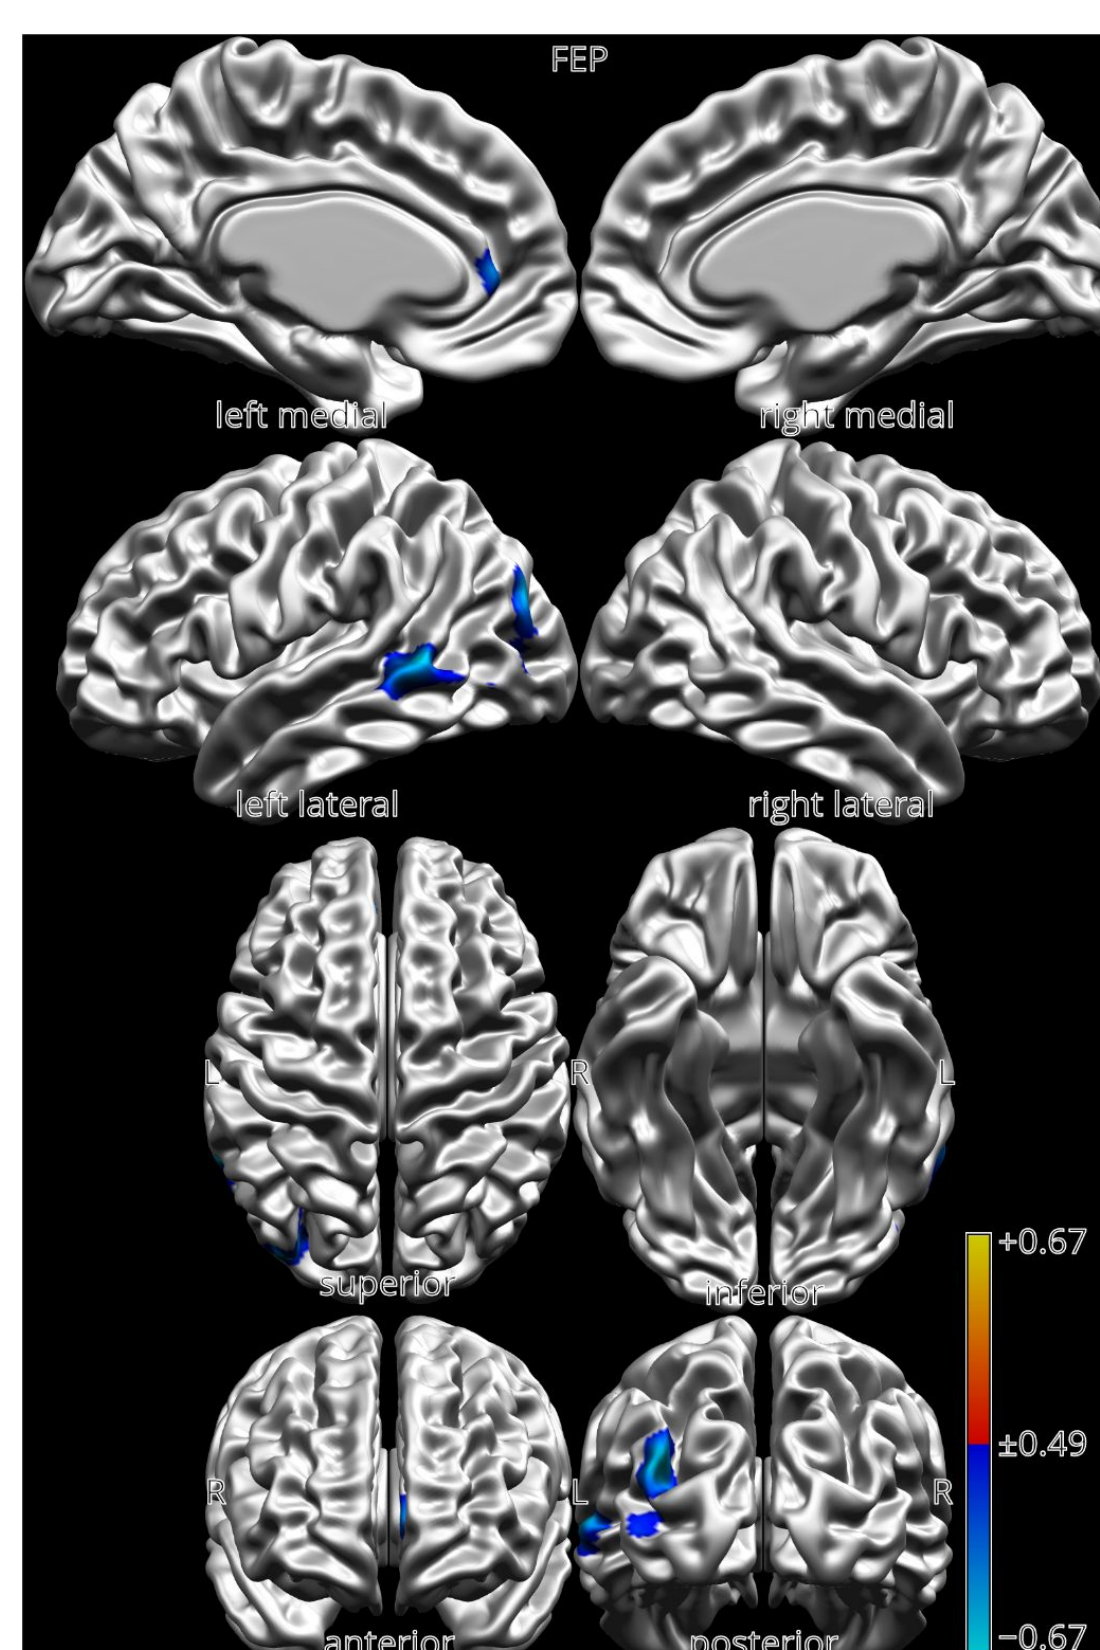 FEP
left medial
right medial
left lateral
right lateral
L
R
L
superior
inferior
+0.67
±0.49
R
L
R
−0.67
anterior
posterior